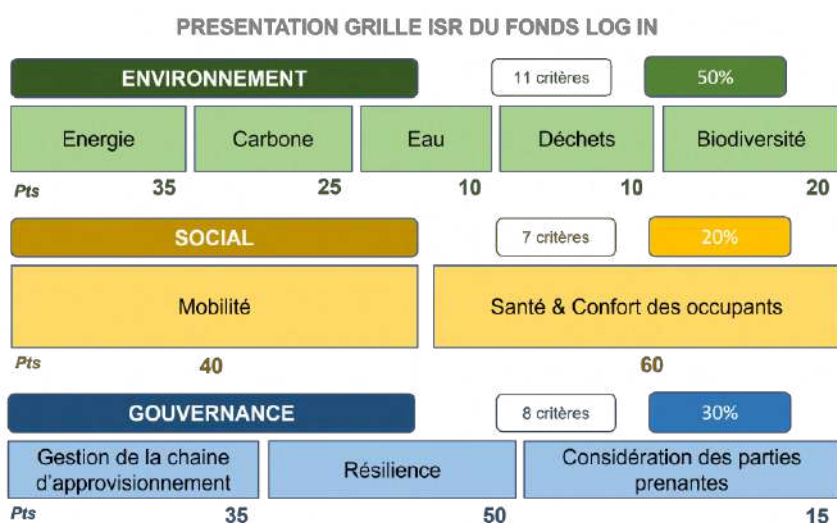 PRESENTATION GRILLE ISR DU FONDS LOG IN
ENVIRONNEMENT 11 critères 50%
Energie Carbone Eau Déchets Biodiversité
Pts 35 25 10 10 20
SOCIAL 7 critères 20%
Mobilité Santé & Confort des occupants
Pts 40 60
GOUVERNANCE 8 critères 30%
Gestion de la chaine
d'approvisionnement
Résilience
Considération des parties
prenantes
Pts 35 50 15